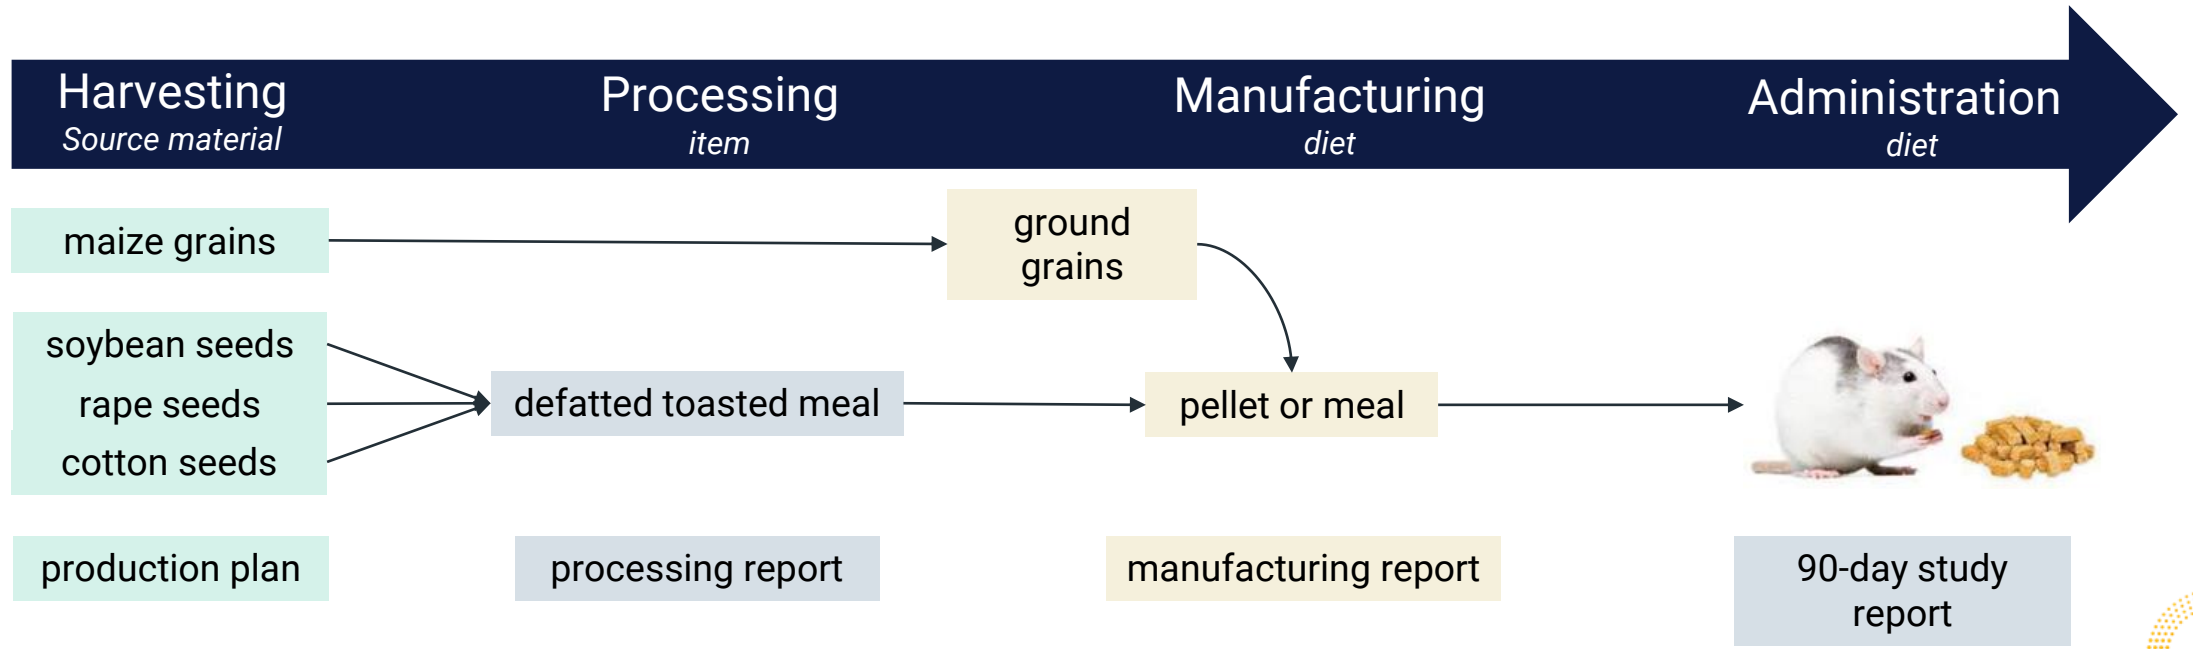 Harvesting
Source material
Processing
item
Manufacturing
diet
Administration
diet
maize grains
ground
grains
soybean seeds
rape seeds
cotton seeds
defatted toasted meal
pellet or meal
production plan
processing report
manufacturing report
90-day study
report